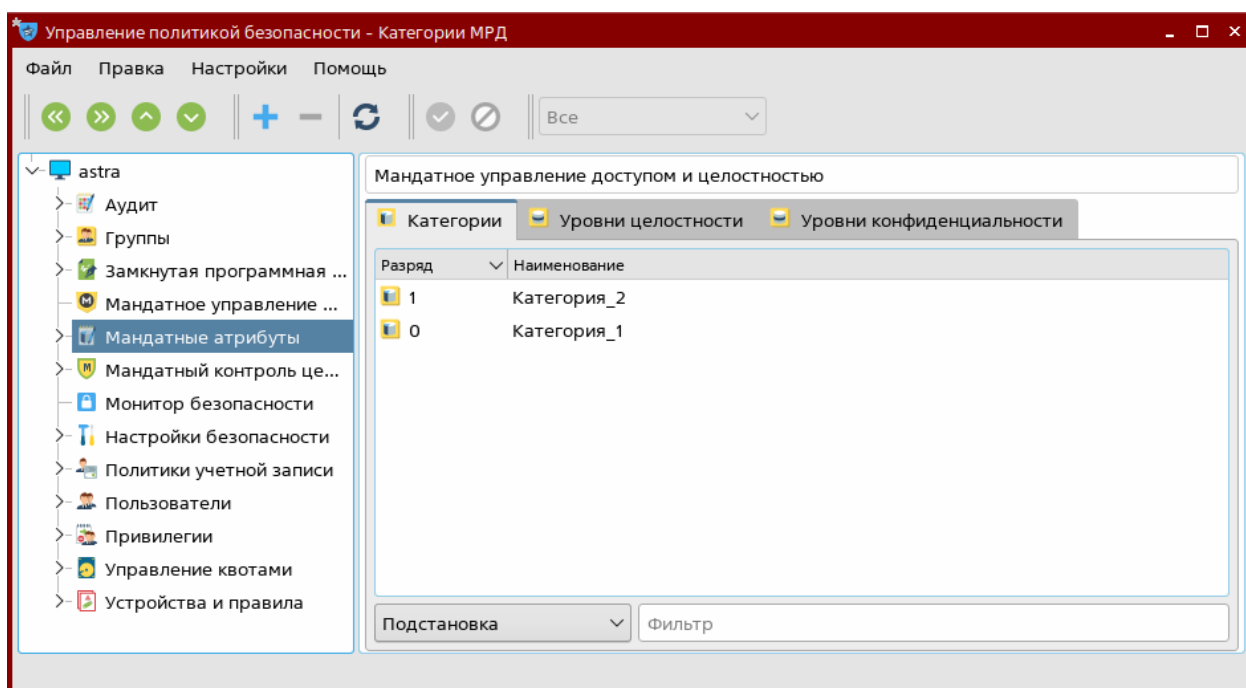 Управление политикой безопасности - Категории МРД
Файл Правка Настройки Помощь
Все
astra
Аудит
Группы
Замкнутая программная ...
Мандатное управление ...
Мандатные атрибуты
Мандатный контроль це...
Монитор безопасности
Настройки безопасности
Политики учетной записи
Пользователи
Привилегии
Управление квотами
Устройства и правила
Мандатное управление доступом и целостностью
Категории Уровни целостности Уровни конфиденциальности
Разряд Наименование
1 Категория_2
0 Категория_1
Подстановка Фильтр